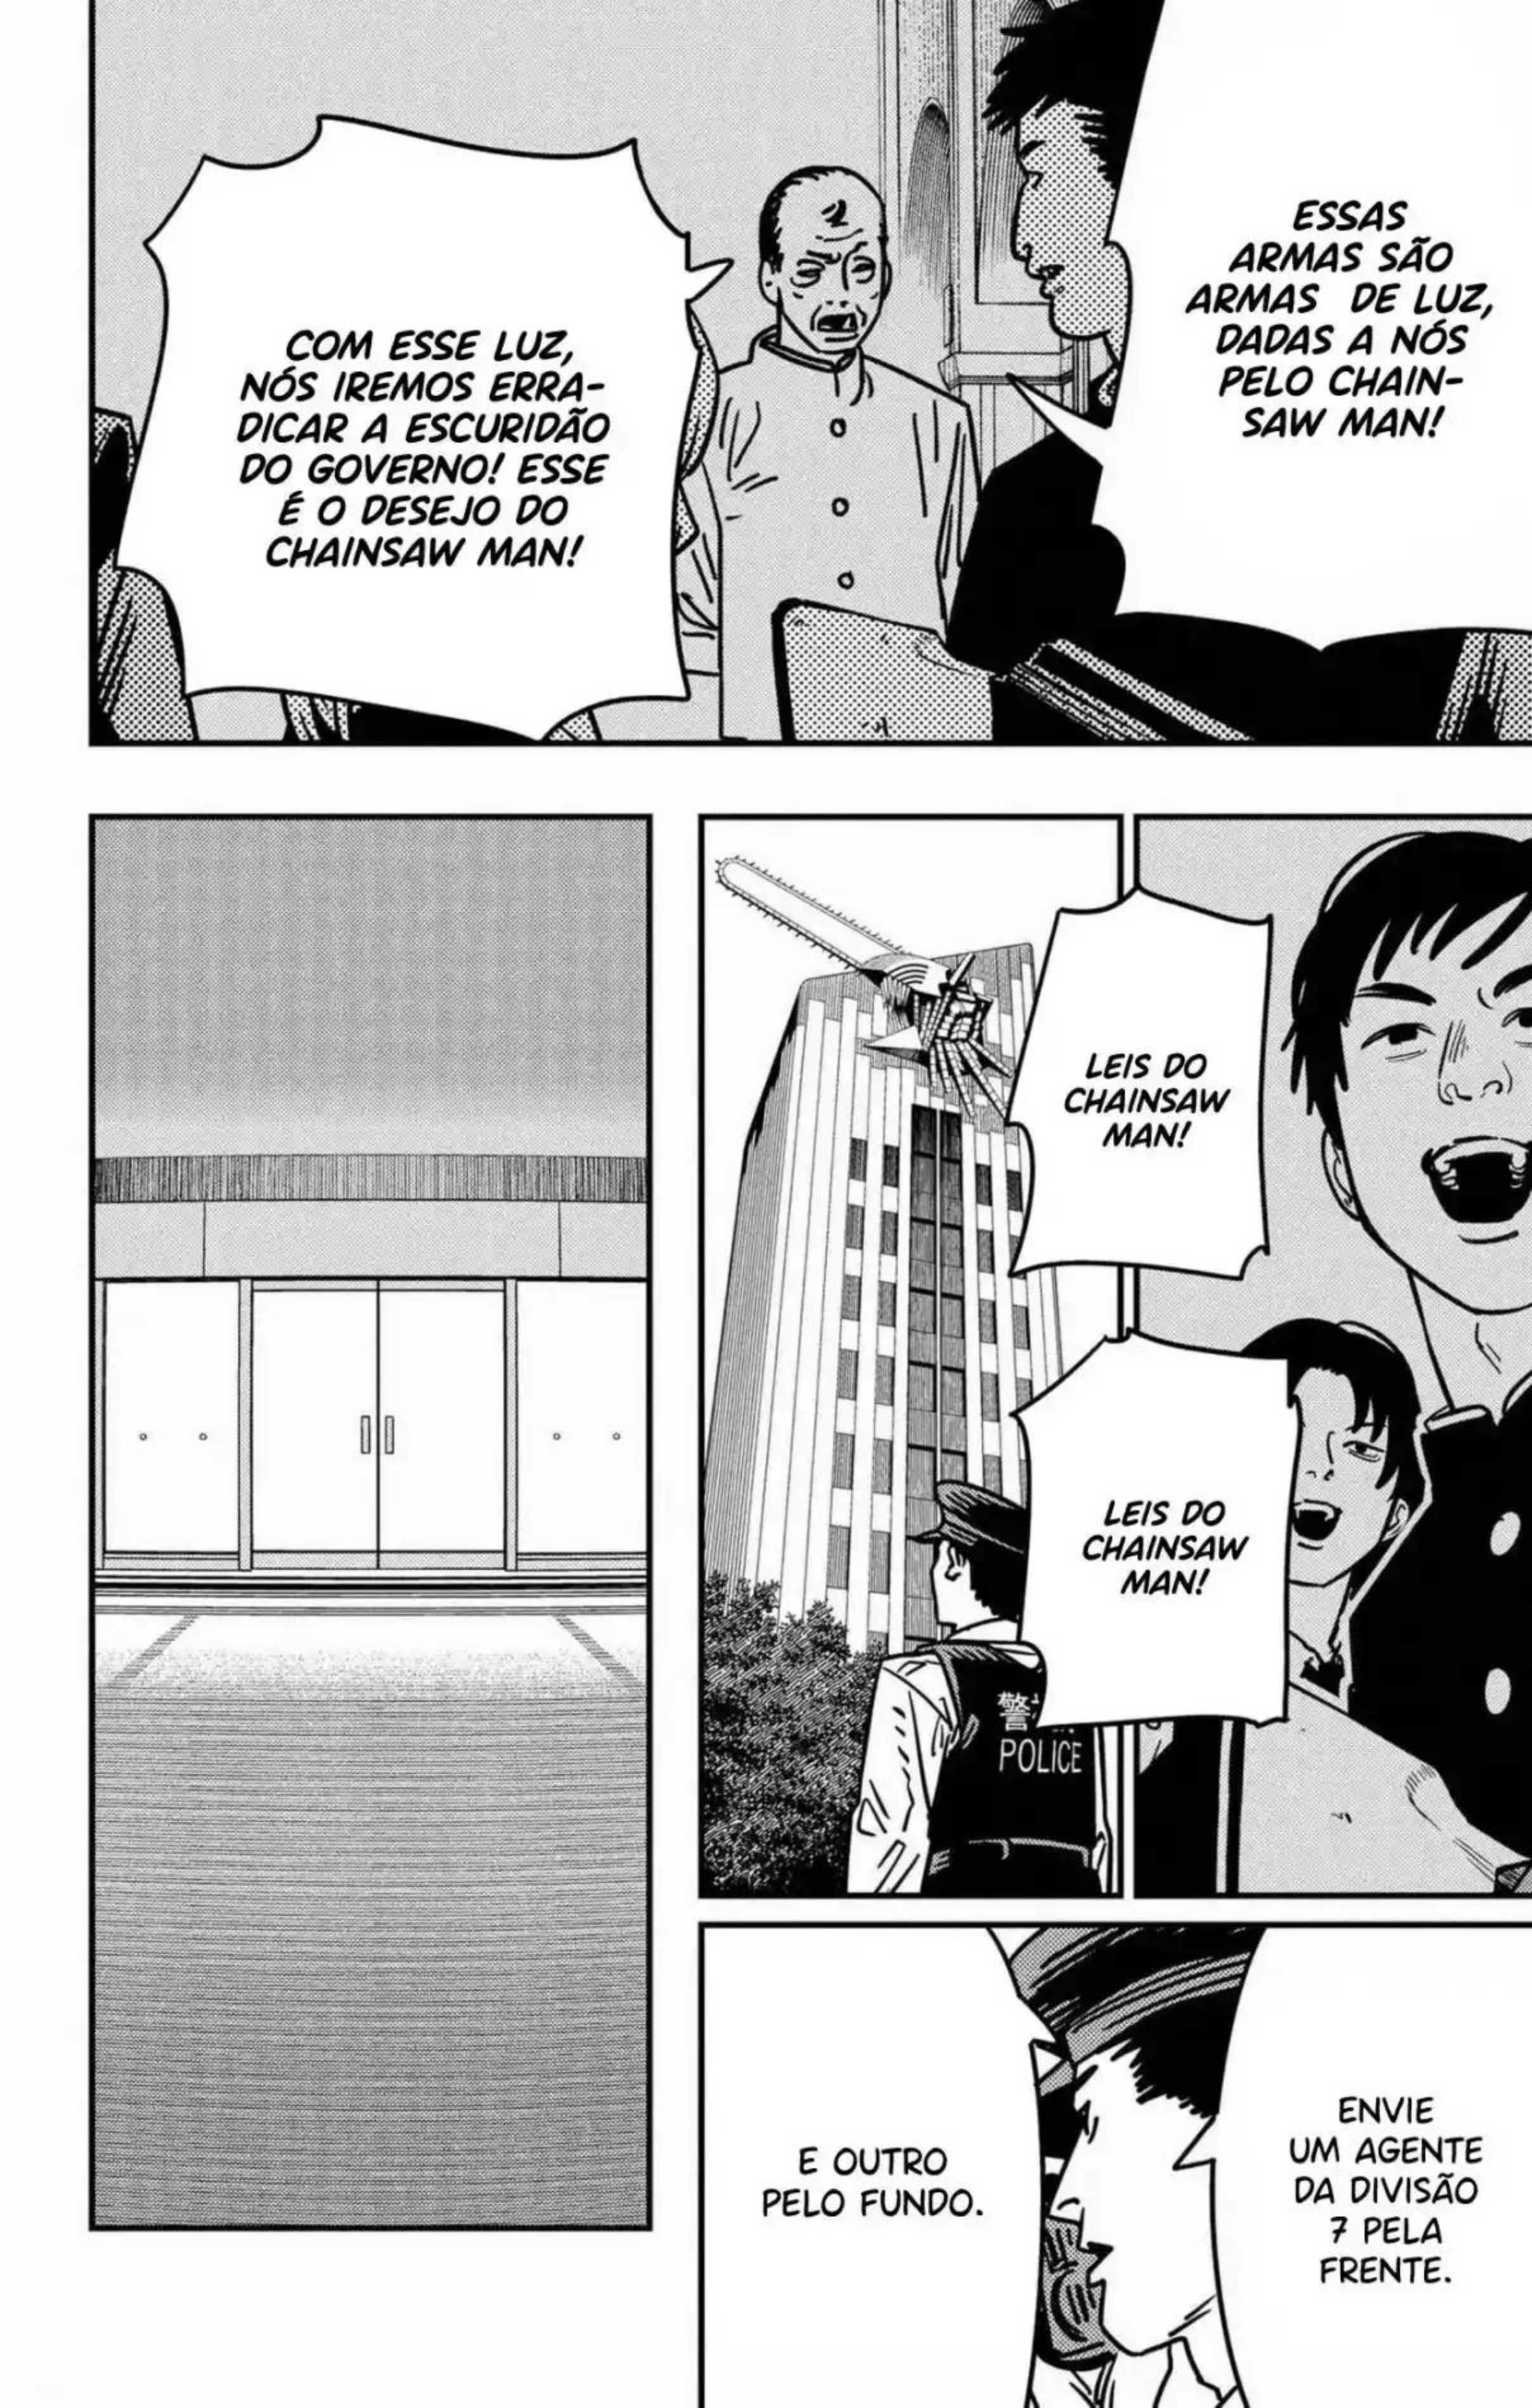 ESSAS
ARMAS SÃO
ARMAS DE LUZ,
DADAS A NÓS
PELO CHAIN-
SAW MAN!
COM ESSE LUZ,
NÓS IREMOS ERRA-
DICAR A ESCURIDÃO
DO GOVERNO! ESSE
É O DESEJO DO
CHAINSAW MAN!
LEIS DO
CHAINSAW
MAN!
LEIS DO
CHAINSAW
MAN!
警
POLICE
ENVIE
UM AGENTE
DA DIVISÃO
7 PELA
FRENTE.
E OUTRO
PELO FUNDO.